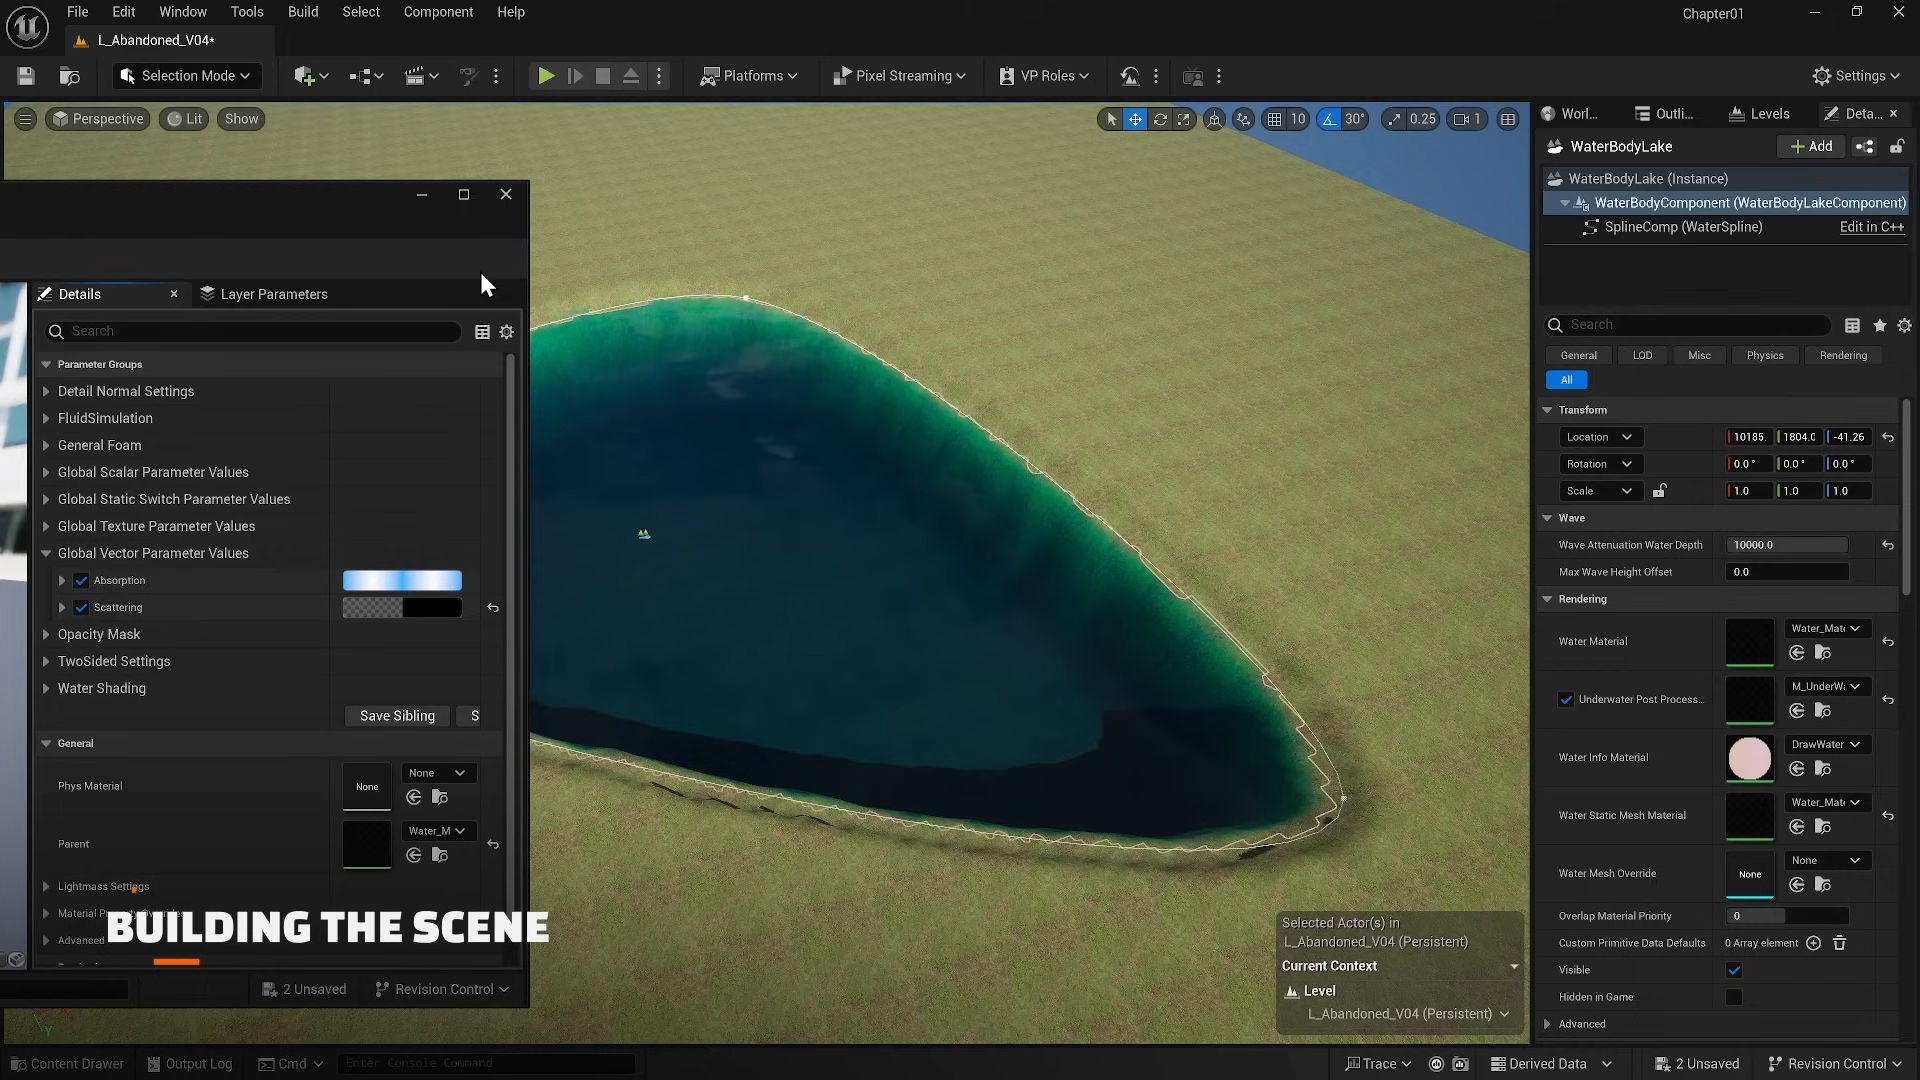 File Edit Window Tools Build Select Component Help
Chapter01
L_Abandoned_V04*
Selection Mode
Platforms
Pixel Streaming
VP Roles
Settings
Perspective
Lit
Show
10
30°
0.25
1
Worl...
Outli...
Levels
Deta...
WaterBodyLake
Add
WaterBodyLake (Instance)
WaterBodyComponent (WaterBodyLakeComponent)
SplineComp (WaterSpline)
Edit in C++
Search
General
LOD
Misc
Physics
Rendering
All
Transform
Location
10185.
1804.0
-41.26
Rotation
0.0 °
0.0 °
0.0 °
Scale
1.0
1.0
1.0
Wave
Wave Attenuation Water Depth
10000.0
Max Wave Height Offset
0.0
Rendering
Water Material
Water_Mate
Underwater Post Process...
M_UnderWa
Water Info Material
DrawWater
Water Static Mesh Material
Water_Mate
Water Mesh Override
None
None
Overlap Material Priority
0
Custom Primitive Data Defaults
0 Array element
Visible
Hidden in Game
Advanced
Details
Layer Parameters
Search
Parameter Groups
Detail Normal Settings
FluidSimulation
General Foam
Global Scalar Parameter Values
Global Static Switch Parameter Values
Global Texture Parameter Values
Global Vector Parameter Values
Absorption
Scattering
Opacity Mask
TwoSided Settings
Water Shading
Save Sibling
S
General
Phys Material
None
None
Parent
Water_M
Lightmass Settings
Material
Advanced
BUILDING THE SCENE
2 Unsaved
Revision Control
Selected Actor(s) in
L_Abandoned_V04 (Persistent)
Current Context
Level
L_Abandoned_V04 (Persistent)
Content Drawer
Output Log
Cmd
Enter Console Command
Trace
Derived Data
2 Unsaved
Revision Control